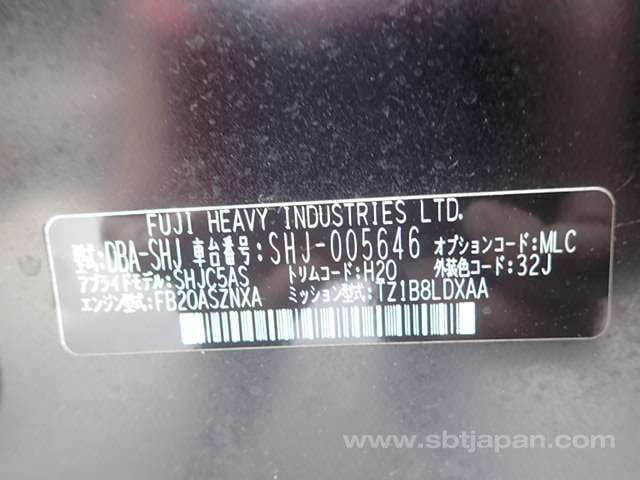 FUJI HEAVY INDUSTRIES LTD.
型式:DBA-SHJ 車台番号:SHJ-005646 オプションコード:MLC
アプライドモデル:SHJC5AS トリムコード:H20 外装色コード:32J
エンジン型式:FB20ASZNXA ミッション型式:TZ1B8LDXAA
www.sbtjapan.com